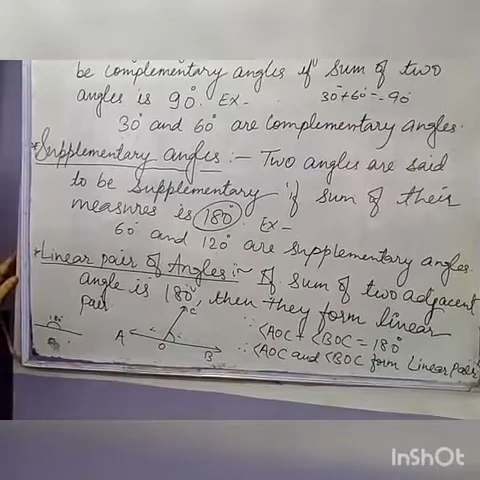 be complementary angles if sum of two
angles is 90°. Ex-
30°+60°=90°
30° and 60° are complementary angles.
*Supplementary angles :- Two angles are said
to be supplementary if sum of their
measures is 180° Ex-
60° and 120° are supplementary angles.
*Linear pair of Angles :- If sum of two adjacent
angle is 180°, then they form linear
pair.
180°
C
A O B
∵ ∠AOC + ∠BOC = 180°
∴ ∠AOC and ∠BOC form Linear pair
InShOt